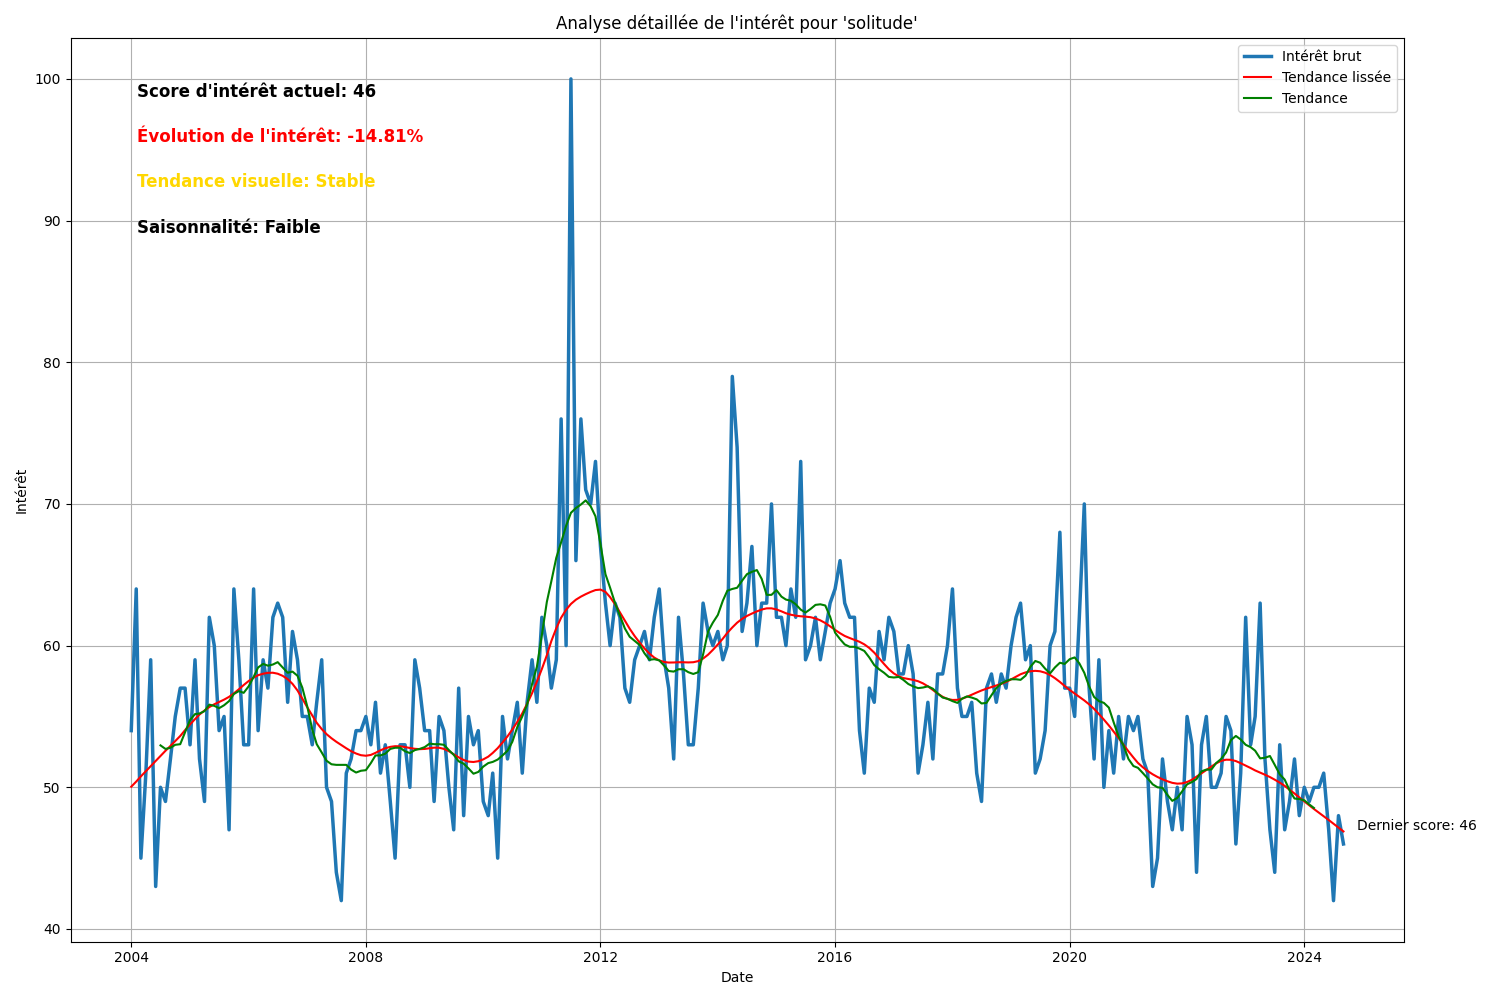 Analyse détaillée de l'intérêt pour 'solitude'
Intérêt brut
Tendance lissée
Tendance
Score d'intérêt actuel: 46
Évolution de l'intérêt: -14.81%
Tendance visuelle: Stable
Saisonnalité: Faible
100
90
80
70
60
50
40
Intérêt
Dernier score: 46
2004
2008
2012
2016
2020
2024
Date